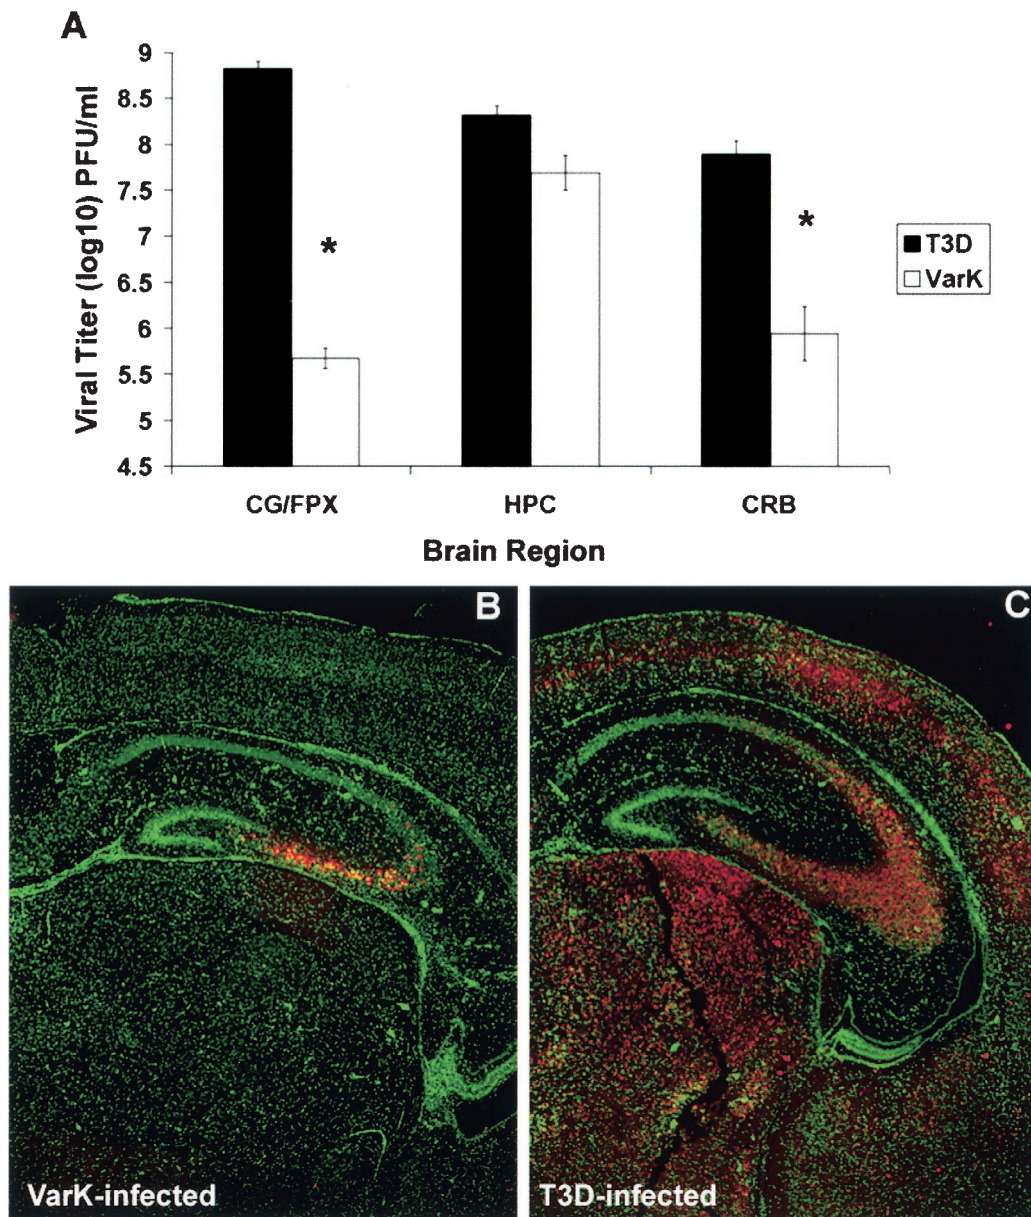 A
Viral Titer (log10) PFU/ml
9
8.5
8
7.5
7
6.5
6
5.5
5
4.5
*
*
T3D
VarK
CG/FPX
HPC
CRB
Brain Region
B
VarK-infected
C
T3D-infected